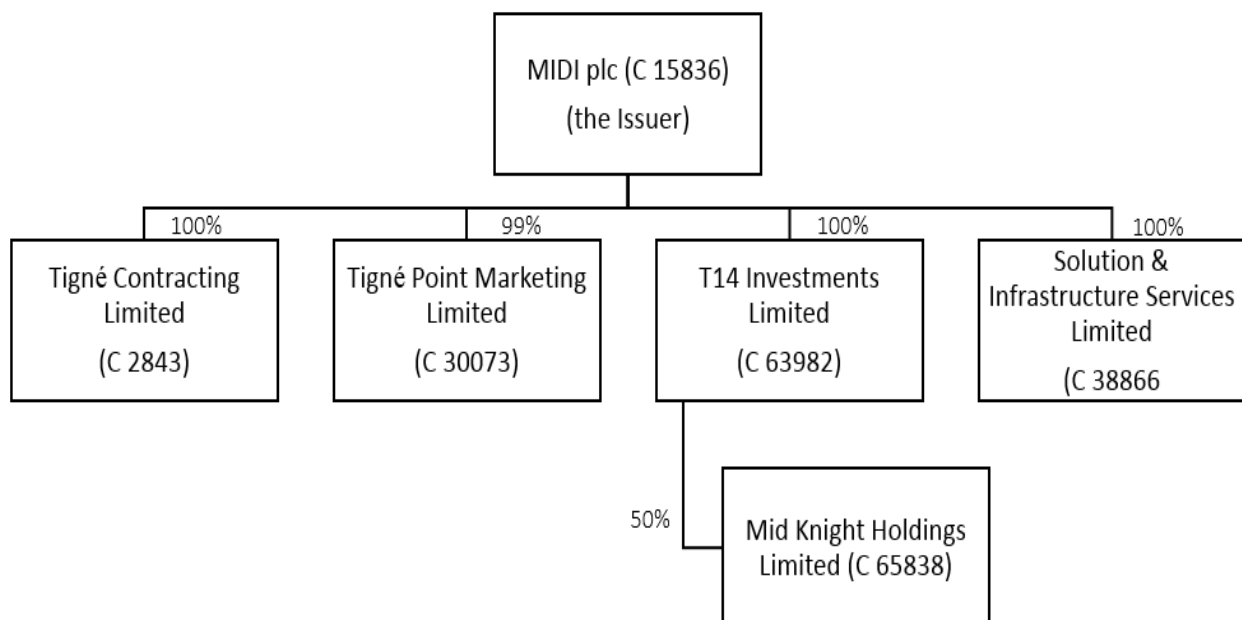 MIDI plc (C 15836)
(the Issuer)
100%
99%
100%
100%
Tigné Contracting
Limited
(C 2843)
Tigné Point Marketing
Limited
(C 30073)
T14 Investments
Limited
(C 63982)
Solution &
Infrastructure Services
Limited
(C 38866
50%
Mid Knight Holdings
Limited (C 65838)